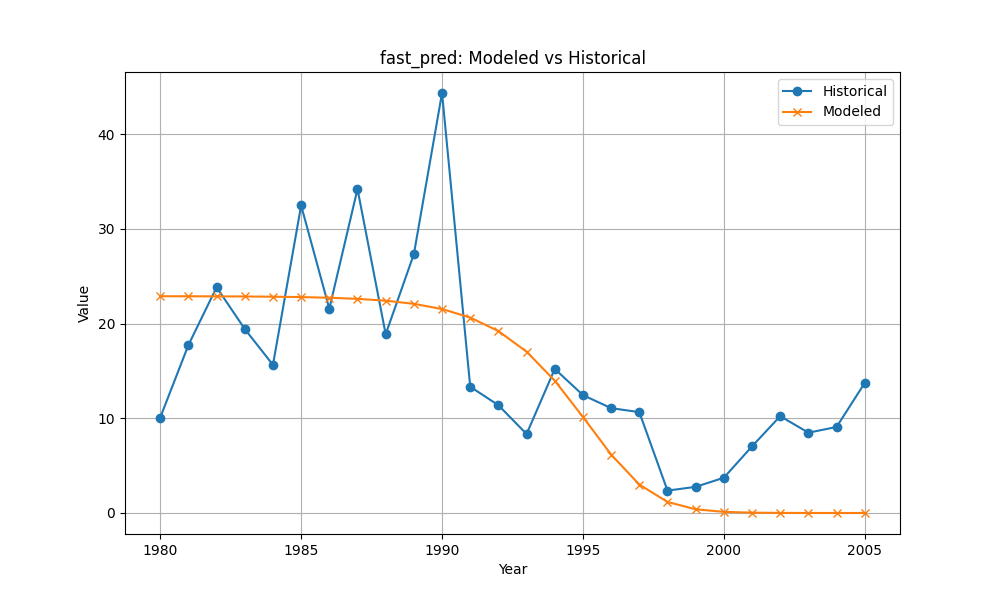 fast_pred: Modeled vs Historical
Historical
Modeled
Value
40
30
20
10
0
1980
1985
1990
1995
2000
2005
Year